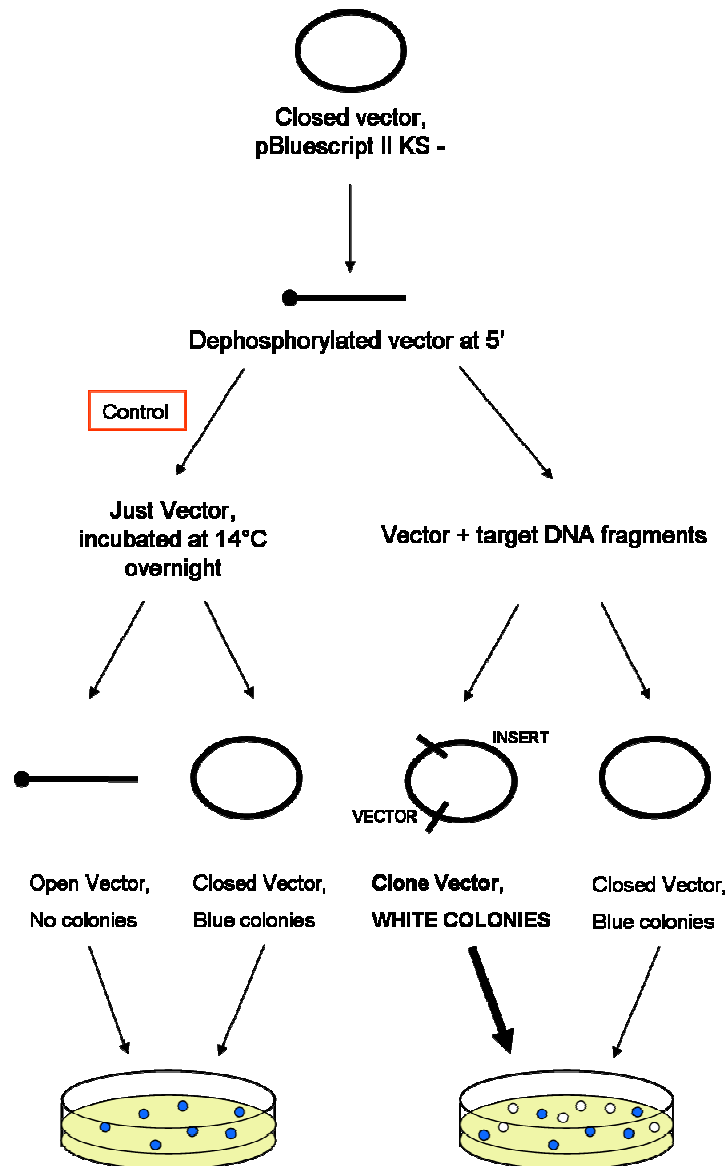 Closed vector,
pBluescript II KS -
Dephosphorylated vector at 5'
Control
Just Vector,
incubated at 14°C
overnight
Vector + target DNA fragments
INSERT
VECTOR
Open Vector,
No colonies
Closed Vector,
Blue colonies
Clone Vector,
WHITE COLONIES
Closed Vector,
Blue colonies